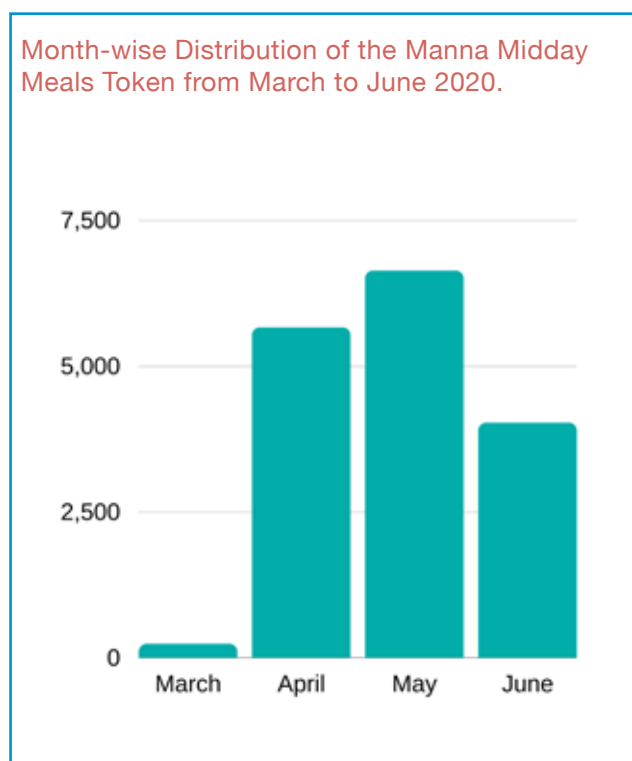 Month-wise Distribution of the Manna Midday
Meals Token from March to June 2020.
7,500
5,000
2,500
0
March April May June